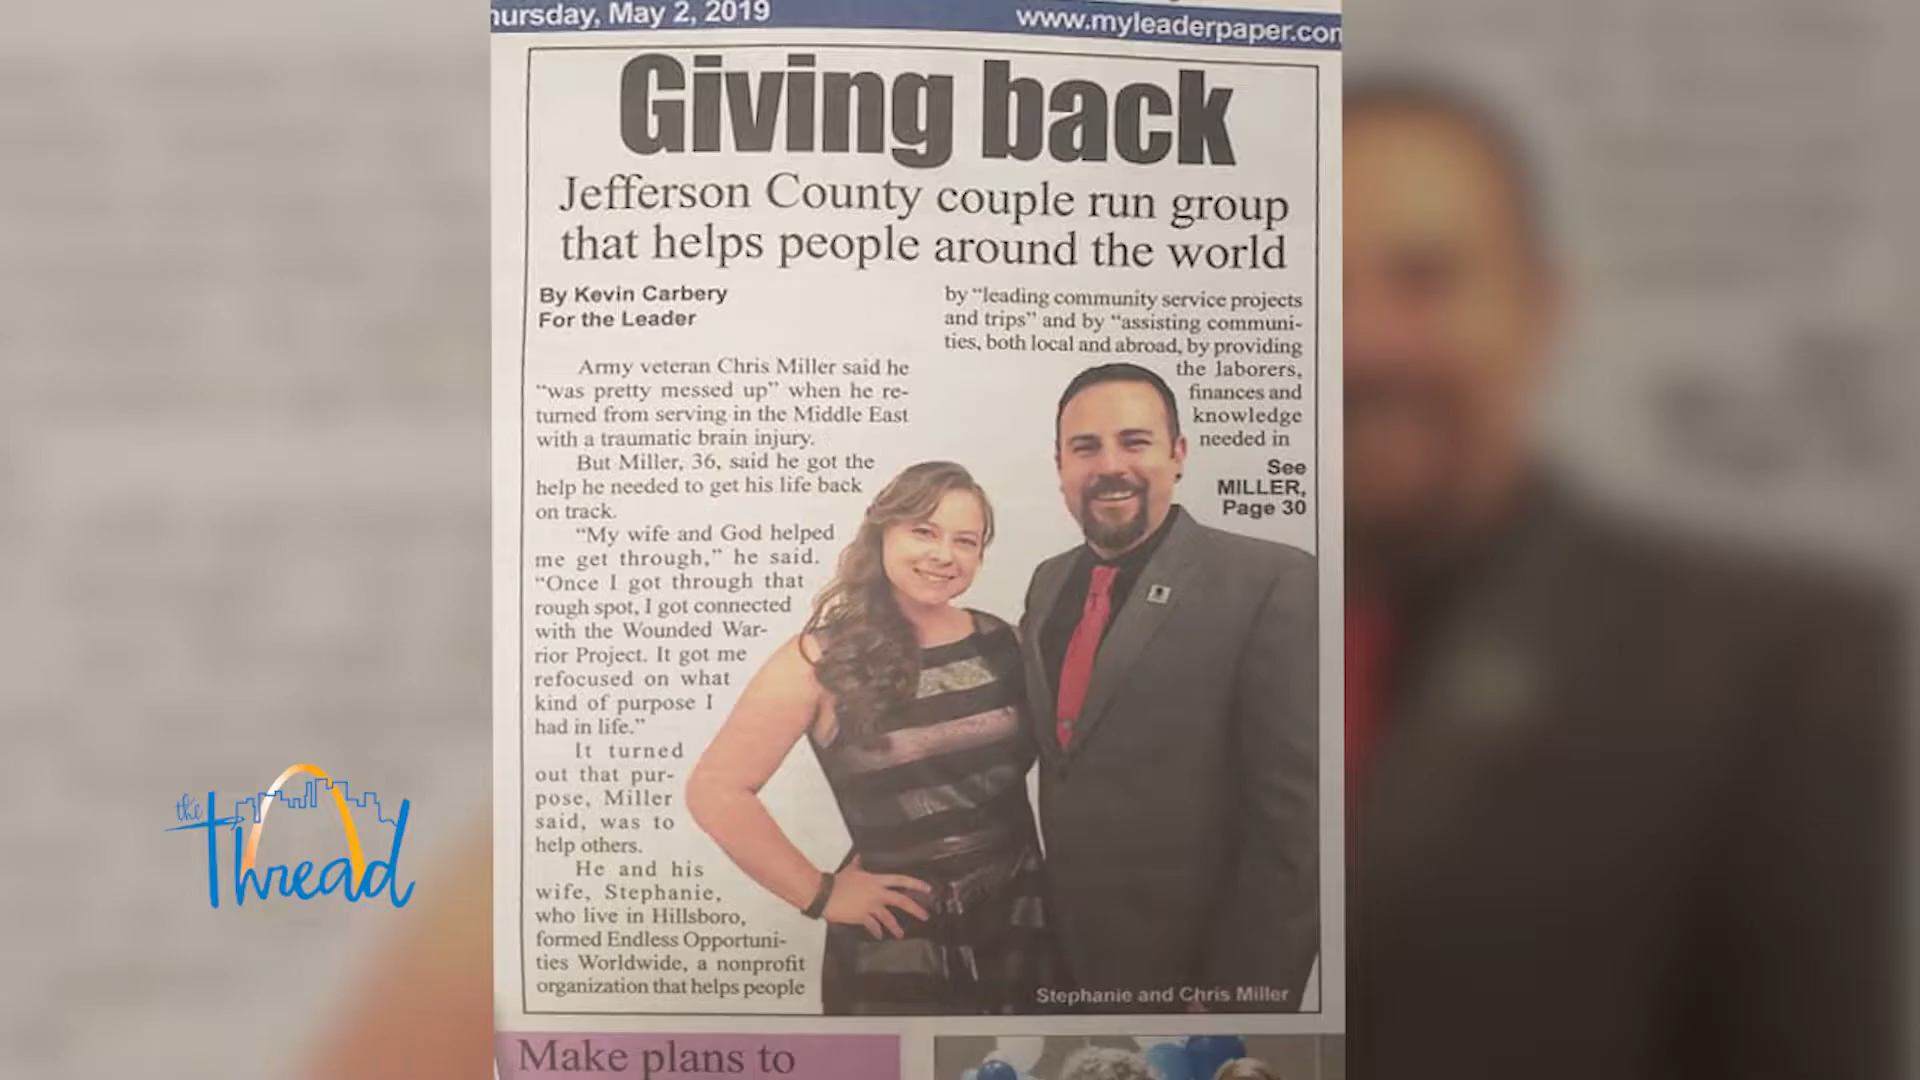 hursday, May 2, 2019
www.myleaderpaper.com
Giving back
Jefferson County couple run group
that helps people around the world
By Kevin Carbery
For the Leader
Army veteran Chris Miller said he
“was pretty messed up” when he re-
turned from serving in the Middle East
with a traumatic brain injury.
But Miller, 36, said he got the
help he needed to get his life back
on track.
“My wife and God helped
me get through,” he said.
“Once I got through that
rough spot, I got connected
with the Wounded War-
rior Project. It got me
refocused on what
kind of purpose I
had in life.”
It turned
out that pur-
pose, Miller
said, was to
help others.
He and his
wife, Stephanie,
who live in Hillsboro,
formed Endless Opportuni-
ties Worldwide, a nonprofit
organization that helps people
by “leading community service projects
and trips” and by “assisting communi-
ties, both local and abroad, by providing
the laborers,
finances and
knowledge
needed in
See
MILLER,
Page 30
Stephanie and Chris Miller
Make plans to
the
Thread